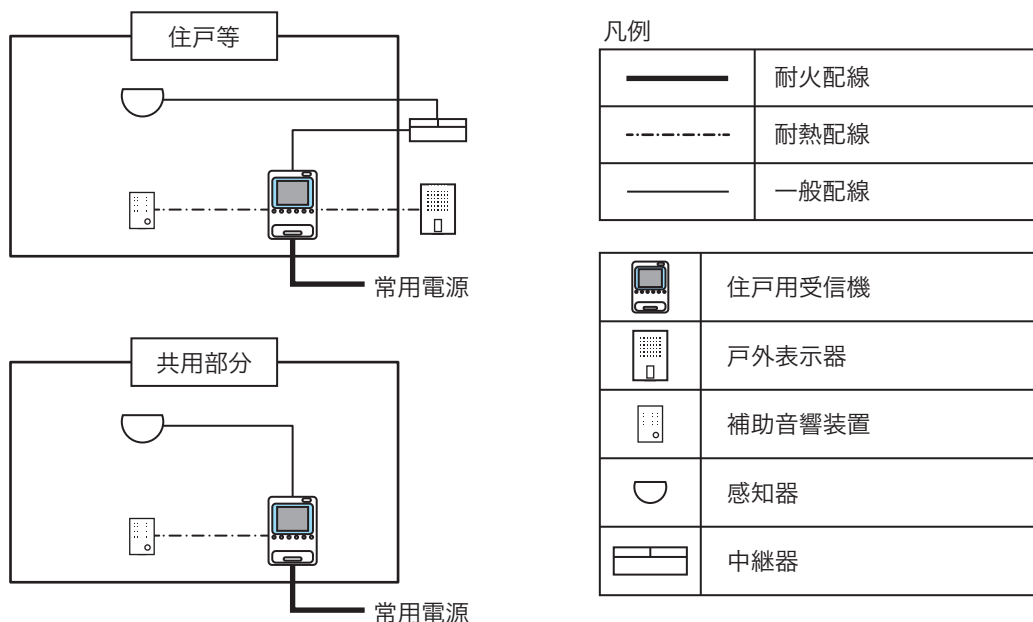 住戸等
常用電源
共用部分
常用電源
凡例
耐火配線
耐熱配線
一般配線
住戸用受信機
戸外表示器
補助音響装置
感知器
中継器